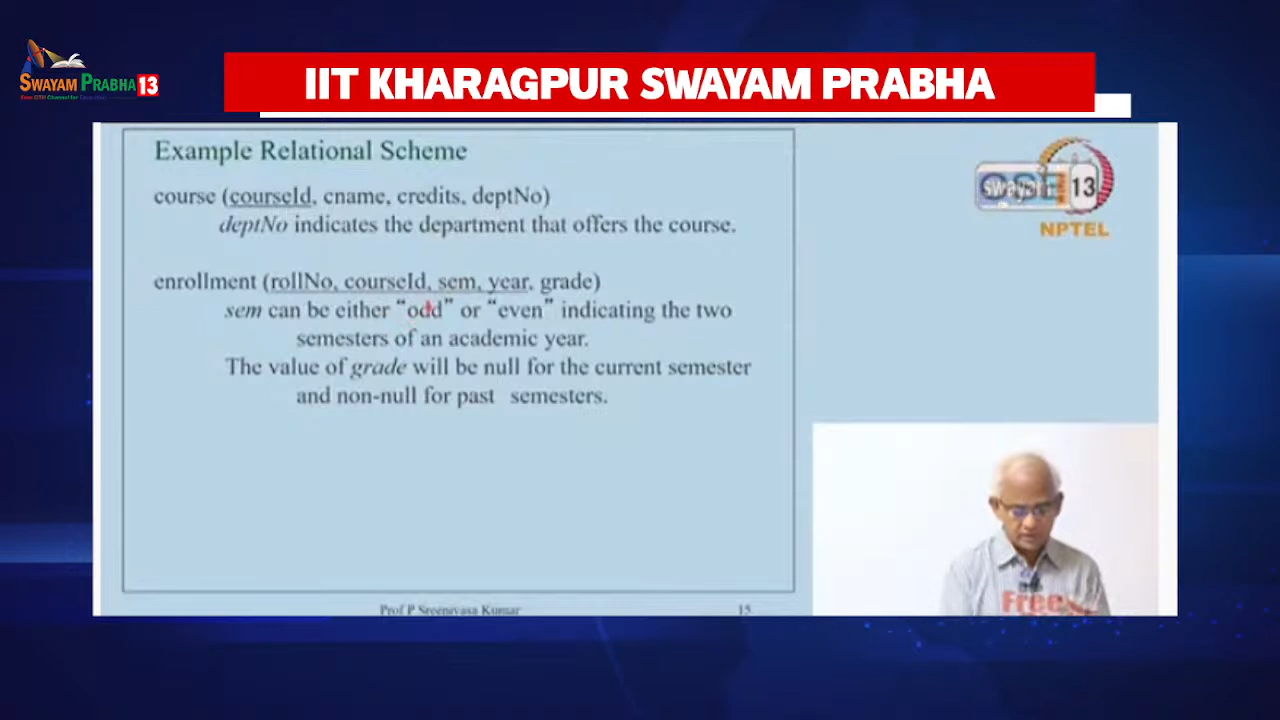 SWAYAM PRABHA 13
IIT KHARAGPUR SWAYAM PRABHA
Example Relational Scheme
course (courseId, cname, credits, deptNo)
deptNo indicates the department that offers the course.
swayam 13
NPTEL
enrollment (rollNo, courseId, sem, year, grade)
sem can be either “odd” or “even” indicating the two
semesters of an academic year.
The value of grade will be null for the current semester
and non-null for past semesters.
Free
Prof P Sreenivasa Kumar
15